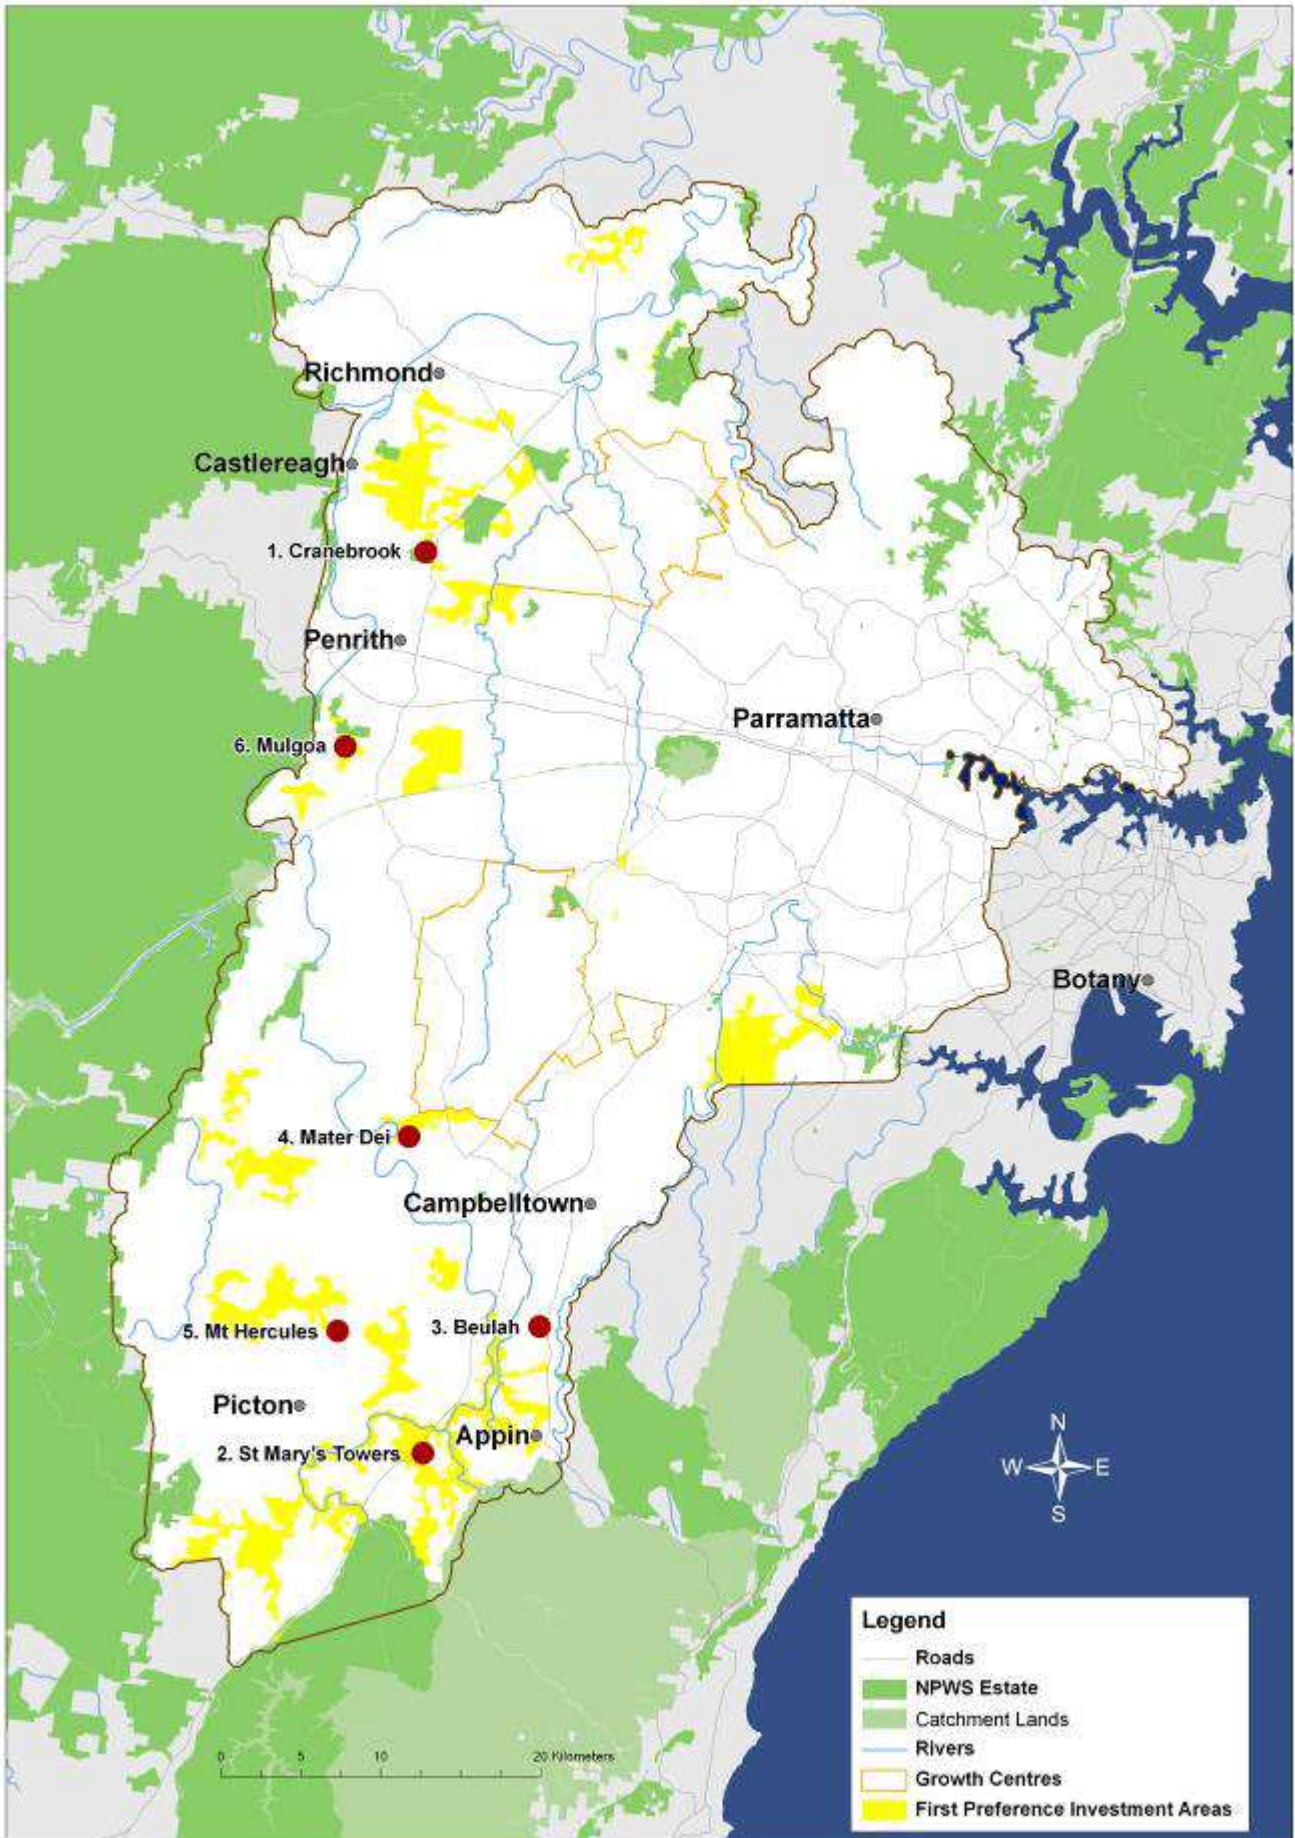 Richmond
Castlereagh
1. Cranebrook
Penrith
Parramatta
6. Mulgoa
Botany
4. Mater Dei
Campbelltown
5. Mt Hercules
3. Beulah
Picton
Appin
2. St Mary's Towers
N
W E
S
Legend
Roads
NPWS Estate
Catchment Lands
Rivers
Growth Centres
First Preference Investment Areas
0 5 10 20 Kilometers